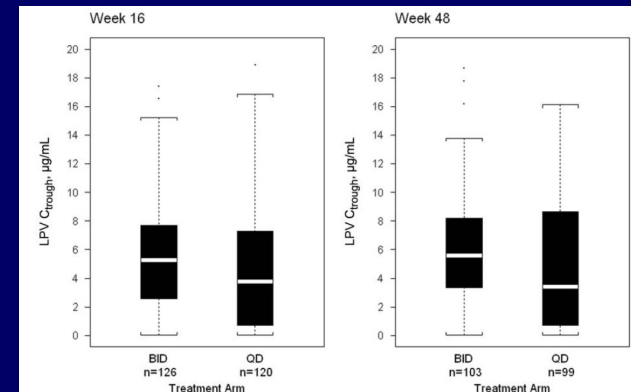 Week 16
LPV Ctrough, µg/mL
20
18
16
14
12
10
8
6
4
2
0
BID
n=126
QD
n=120
Treatment Arm
Week 48
LPV Ctrough, µg/mL
20
18
16
14
12
10
8
6
4
2
0
BID
n=103
QD
n=99
Treatment Arm